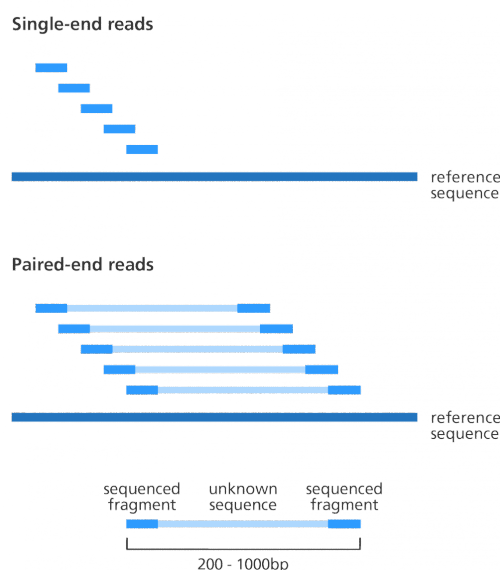 Single-end reads
reference
sequence
Paired-end reads
reference
sequence
sequenced unknown sequenced
fragment sequence fragment
200 - 1000bp